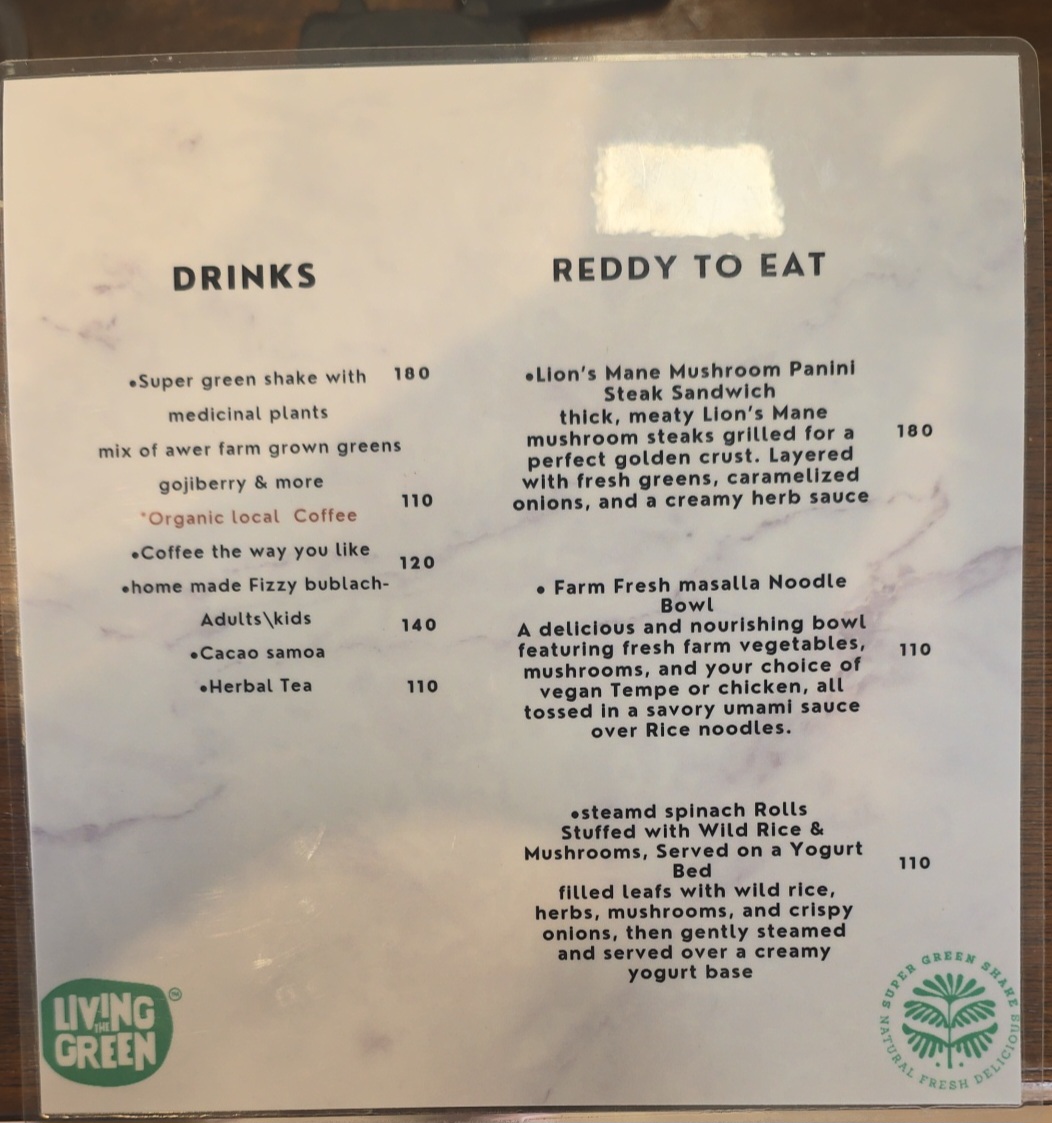 DRINKS
•Super green shake with 180
medicinal plants
mix of awer farm grown greens
gojiberry & more
110
*Organic local Coffee
•Coffee the way you like
120
•home made Fizzy bublach-
Adults\kids
140
•Cacao samoa
•Herbal Tea 110
REDDY TO EAT
•Lion's Mane Mushroom Panini
Steak Sandwich
thick, meaty Lion's Mane
mushroom steaks grilled for a 180
perfect golden crust. Layered
with fresh greens, caramelized
onions, and a creamy herb sauce
• Farm Fresh masalla Noodle
Bowl
A delicious and nourishing bowl
featuring fresh farm vegetables, 110
mushrooms, and your choice of
vegan Tempe or chicken, all
tossed in a savory umami sauce
over Rice noodles.
•steamd spinach Rolls
Stuffed with Wild Rice &
Mushrooms, Served on a Yogurt
Bed 110
filled leafs with wild rice,
herbs, mushrooms, and crispy
onions, then gently steamed
and served over a creamy
yogurt base
LIVING
THE
GREEN
TM
SUPER GREEN SHAKE
NATURAL FRESH DELICIOUS